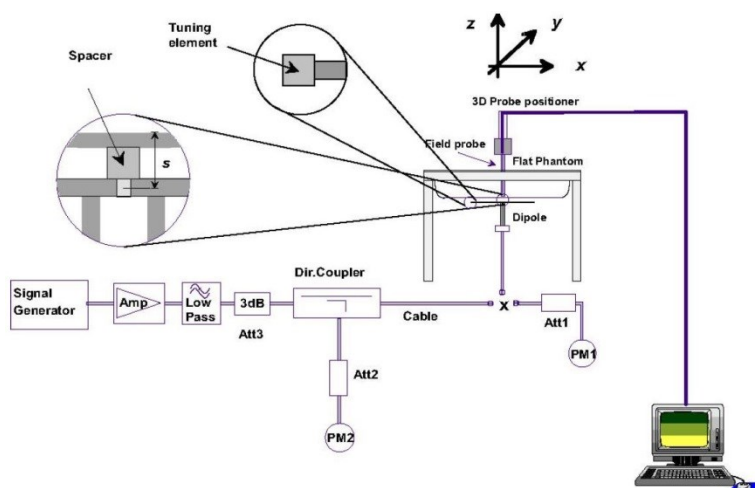 Tuning
element
Spacer
s
z
y
x
3D Probe positioner
Field probe
Flat Phantom
Dipole
Signal
Generator
Amp
Low
Pass
3dB
Att3
Dir.Coupler
Cable
x
Att1
PM1
Att2
PM2